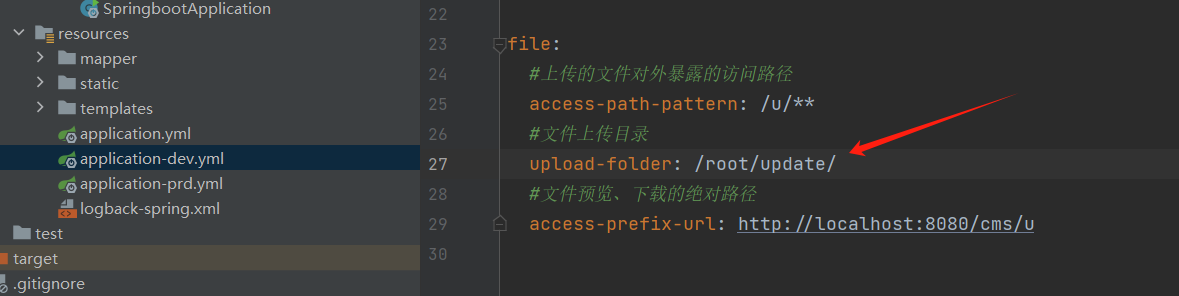 SpringbootApplication
resources
mapper
static
templates
application.yml
application-dev.yml
application-prd.yml
logback-spring.xml
test
target
.gitignore
22
23 file:
24 #上传的文件对外暴露的访问路径
25 access-path-pattern: /u/**
26 #文件上传目录
27 upload-folder: /root/update/
28 #文件预览、下载的绝对路径
29 access-prefix-url: http://localhost:8080/cms/u
30